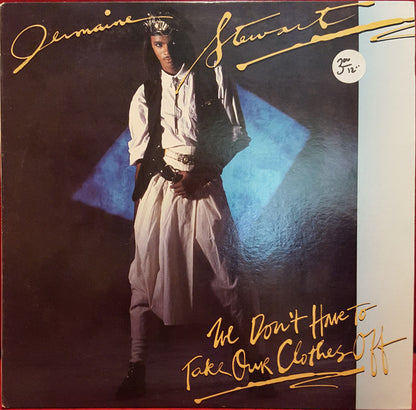 Jermaine Stewart
We Don't Have To
Take Our Clothes Off